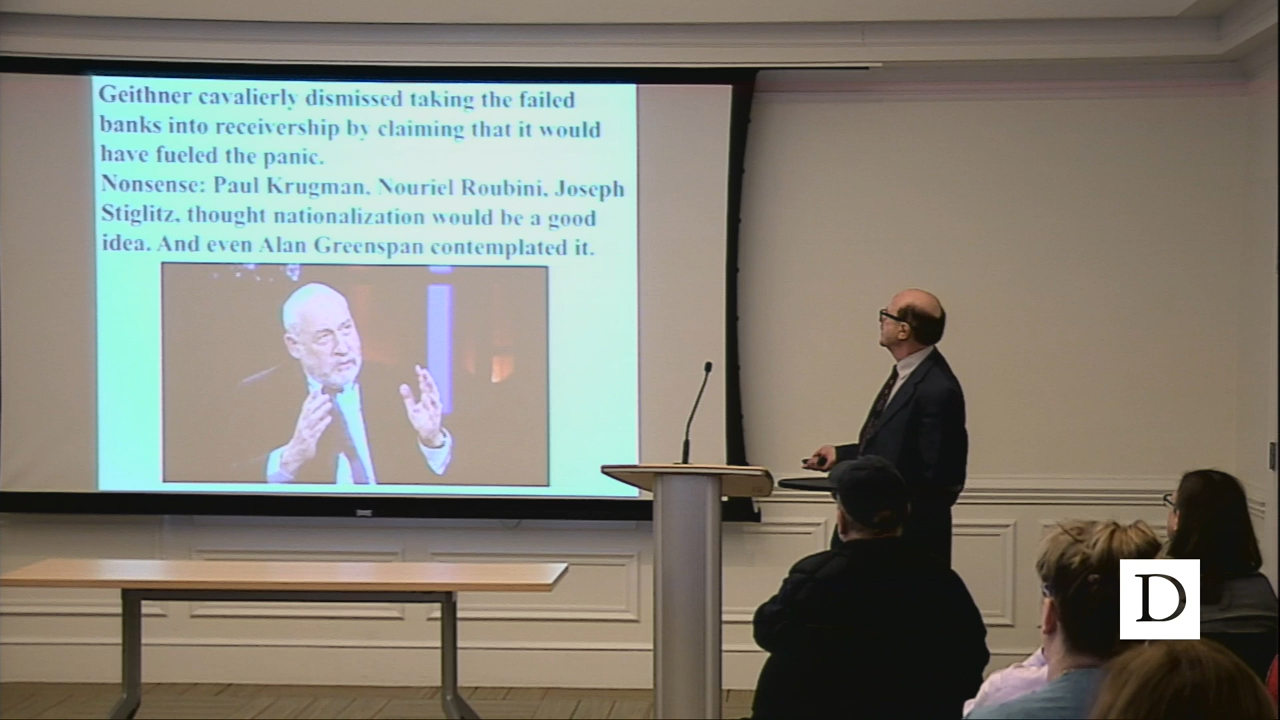 Geithner cavalierly dismissed taking the failed
banks into receivership by claiming that it would
have fueled the panic.
Nonsense: Paul Krugman, Nouriel Roubini, Joseph
Stiglitz, thought nationalization would be a good
idea. And even Alan Greenspan contemplated it.
D